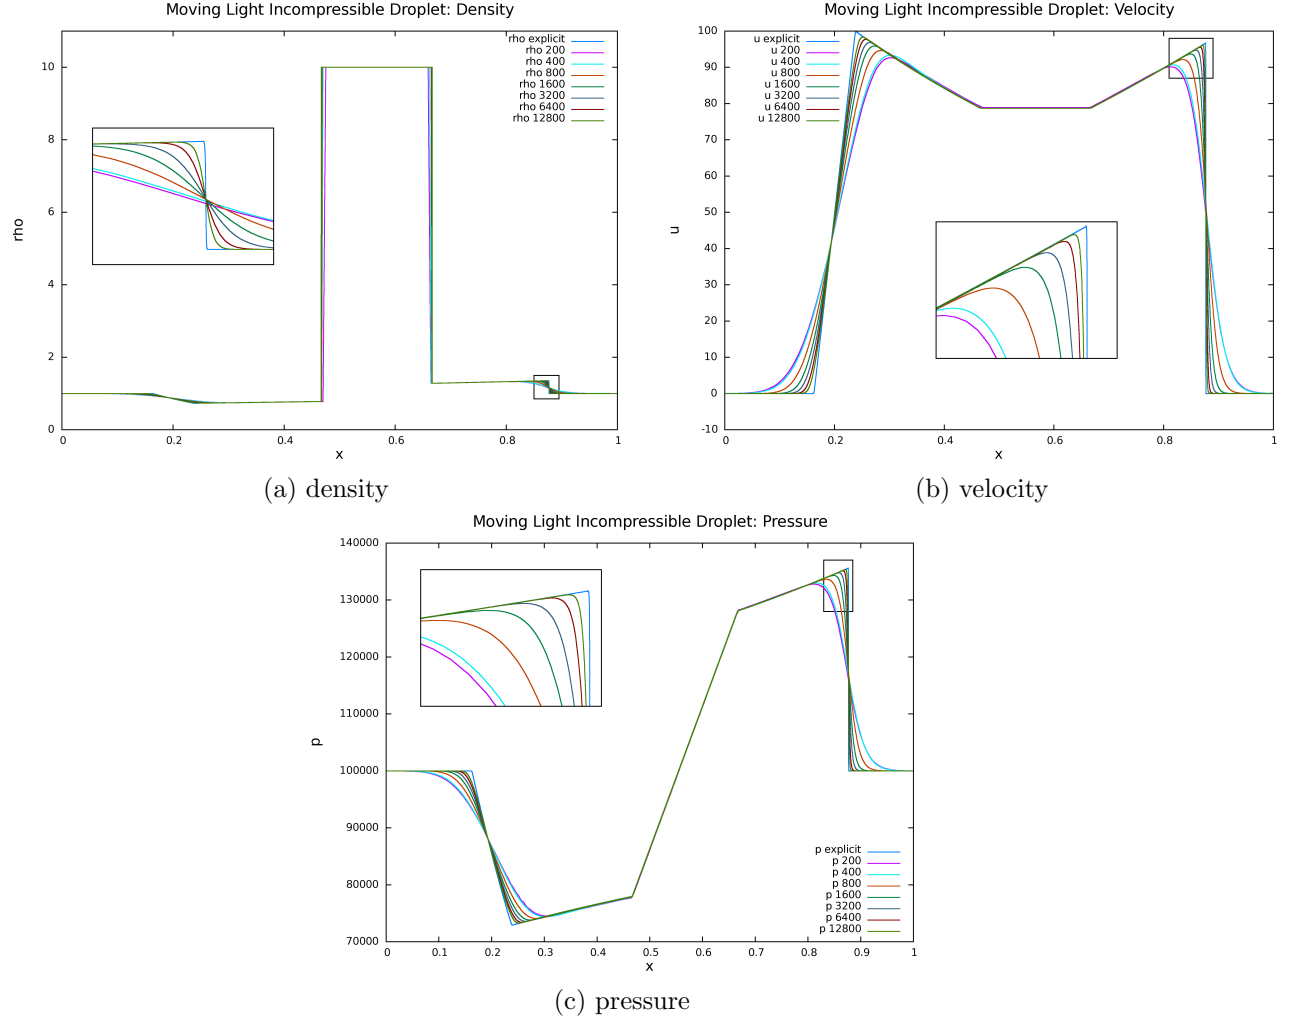 Moving Light Incompressible Droplet: Density
rho explicit
rho 200
rho 400
rho 800
rho 1600
rho 3200
rho 6400
rho 12800
10
8
6
4
2
0
rho
0 0.2 0.4 0.6 0.8 1
x
(a) density
Moving Light Incompressible Droplet: Velocity
u explicit
u 200
u 400
u 800
u 1600
u 3200
u 6400
u 12800
100
90
80
70
60
50
40
30
20
10
0
-10
u
0 0.2 0.4 0.6 0.8 1
x
(b) velocity
Moving Light Incompressible Droplet: Pressure
140000
130000
120000
110000
100000
90000
80000
70000
p
p explicit
p 200
p 400
p 800
p 1600
p 3200
p 6400
p 12800
0 0.1 0.2 0.3 0.4 0.5 0.6 0.7 0.8 0.9 1
x
(c) pressure